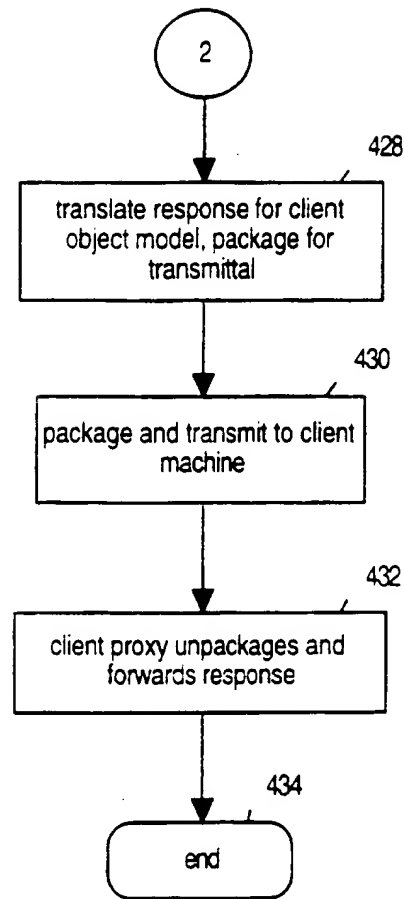 2
428
translate response for client
object model, package for
transmittal
430
package and transmit to client
machine
432
client proxy unpackages and
forwards response
434
end